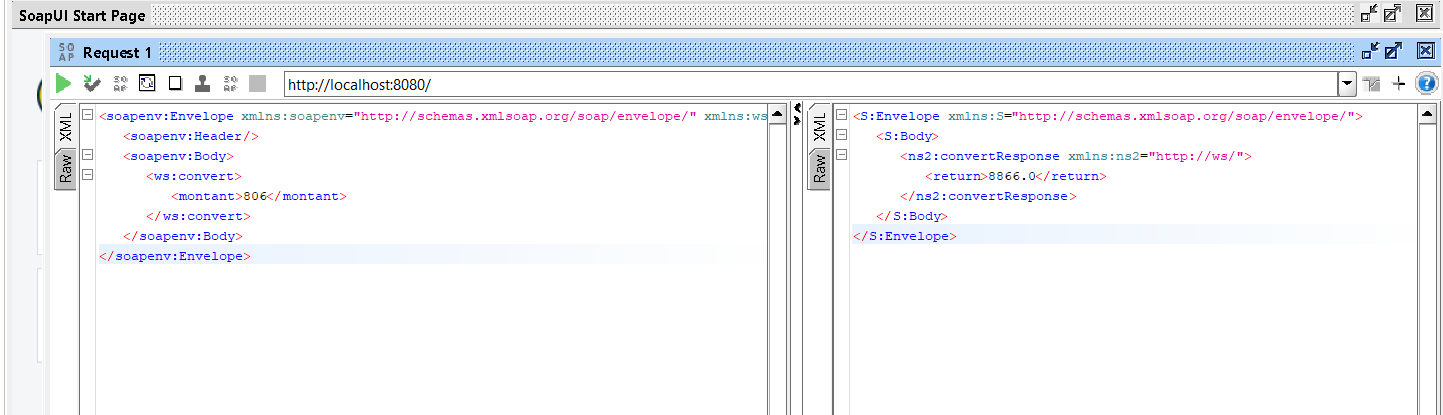 SoapUI Start Page
SOAP Request 1
SOAP SOAP http://localhost:8080/
XML
Raw
<soapenv:Envelope xmlns:soapenv="http://schemas.xmlsoap.org/soap/envelope/" xmlns:ws
<soapenv:Header/>
<soapenv:Body>
<ws:convert>
<montant>806</montant>
</ws:convert>
</soapenv:Body>
</soapenv:Envelope>
XML
Raw
<S:Envelope xmlns:S="http://schemas.xmlsoap.org/soap/envelope/">
<S:Body>
<ns2:convertResponse xmlns:ns2="http://ws/">
<return>8866.0</return>
</ns2:convertResponse>
</S:Body>
</S:Envelope>